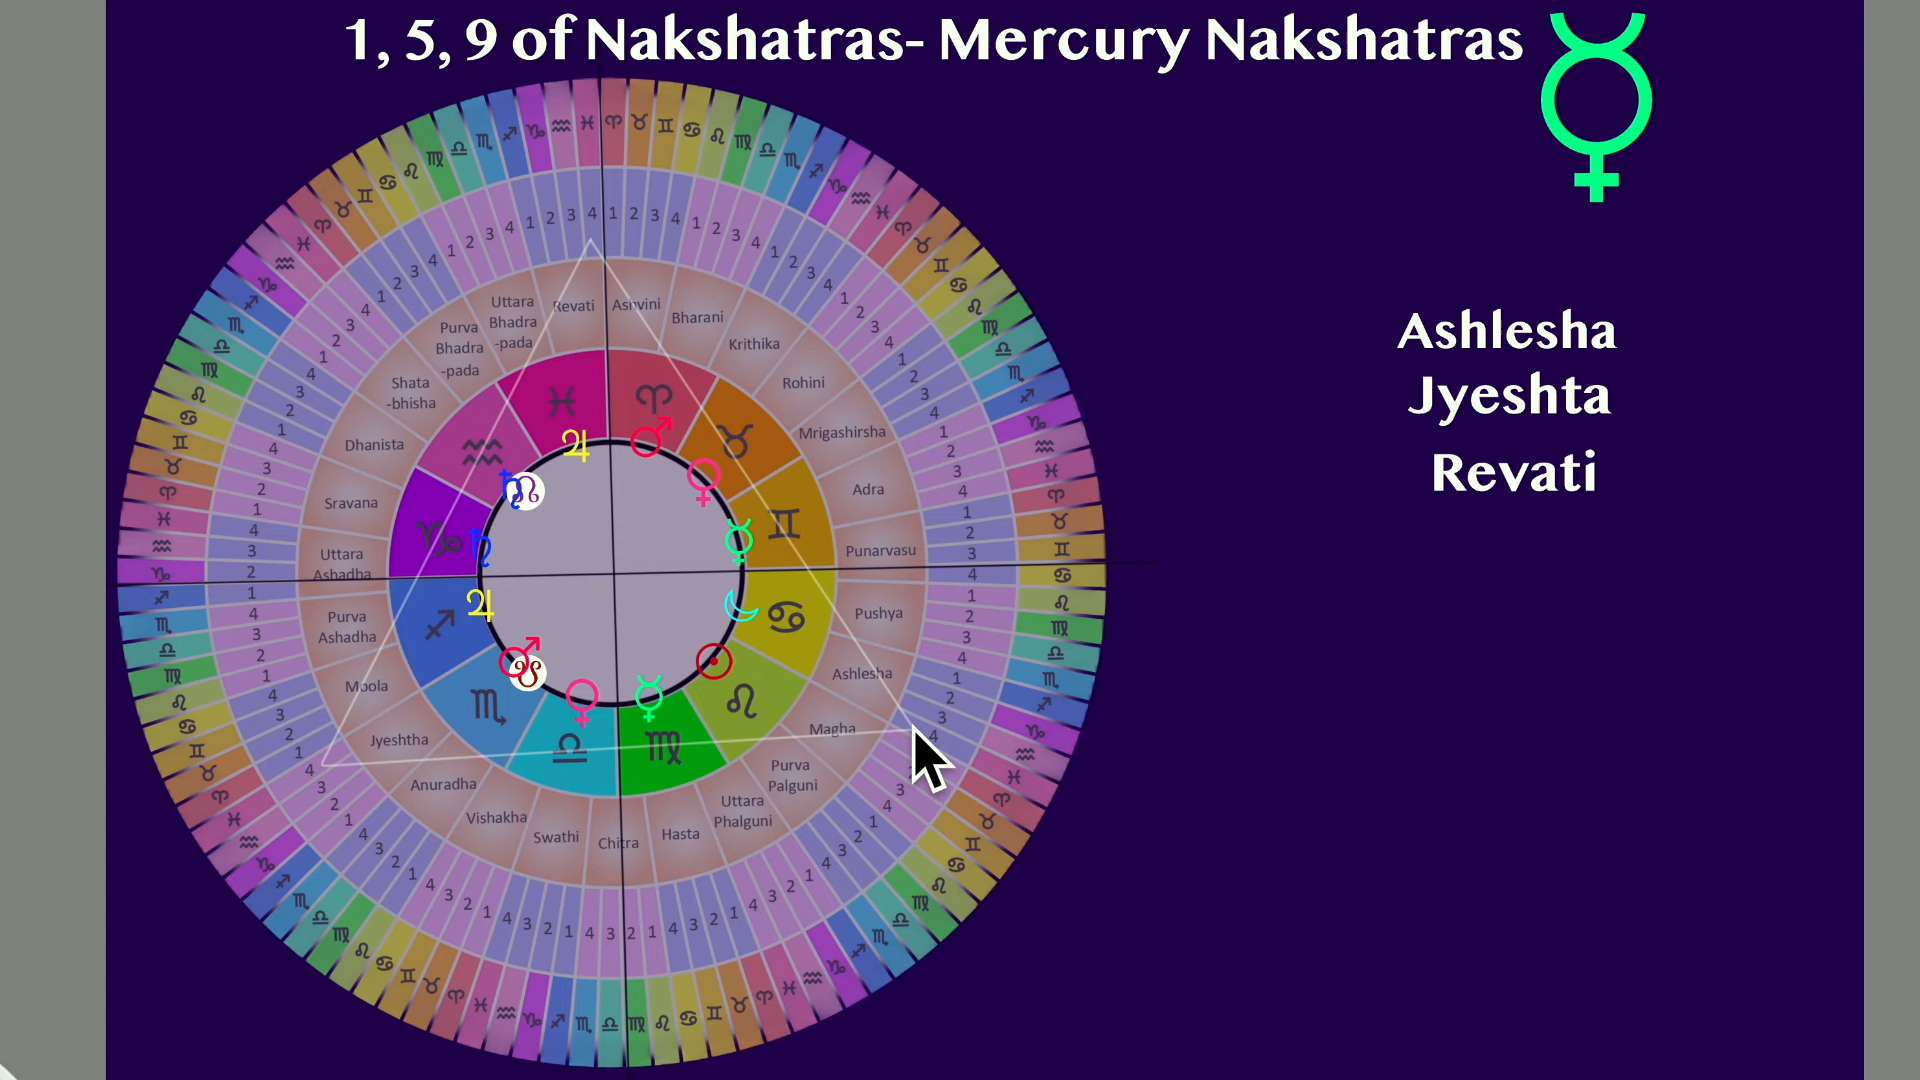 1, 5, 9 of Nakshatras- Mercury Nakshatras
Ashlesha
Jyeshta
Revati
Ashvini
Bharani
Krithika
Rohini
Mrigashirsha
Adra
Punarvasu
Pushya
Ashlesha
Magha
Purva
Palguni
Uttara
Phalguni
Hasta
Chitra
Swathi
Vishakha
Anuradha
Jyeshtha
Moola
Purva
Ashadha
Uttara
Ashadha
Sravana
Dhanista
Shata
-bhisha
Purva
Bhadra
-pada
Uttara
Bhadra
-pada
Revati